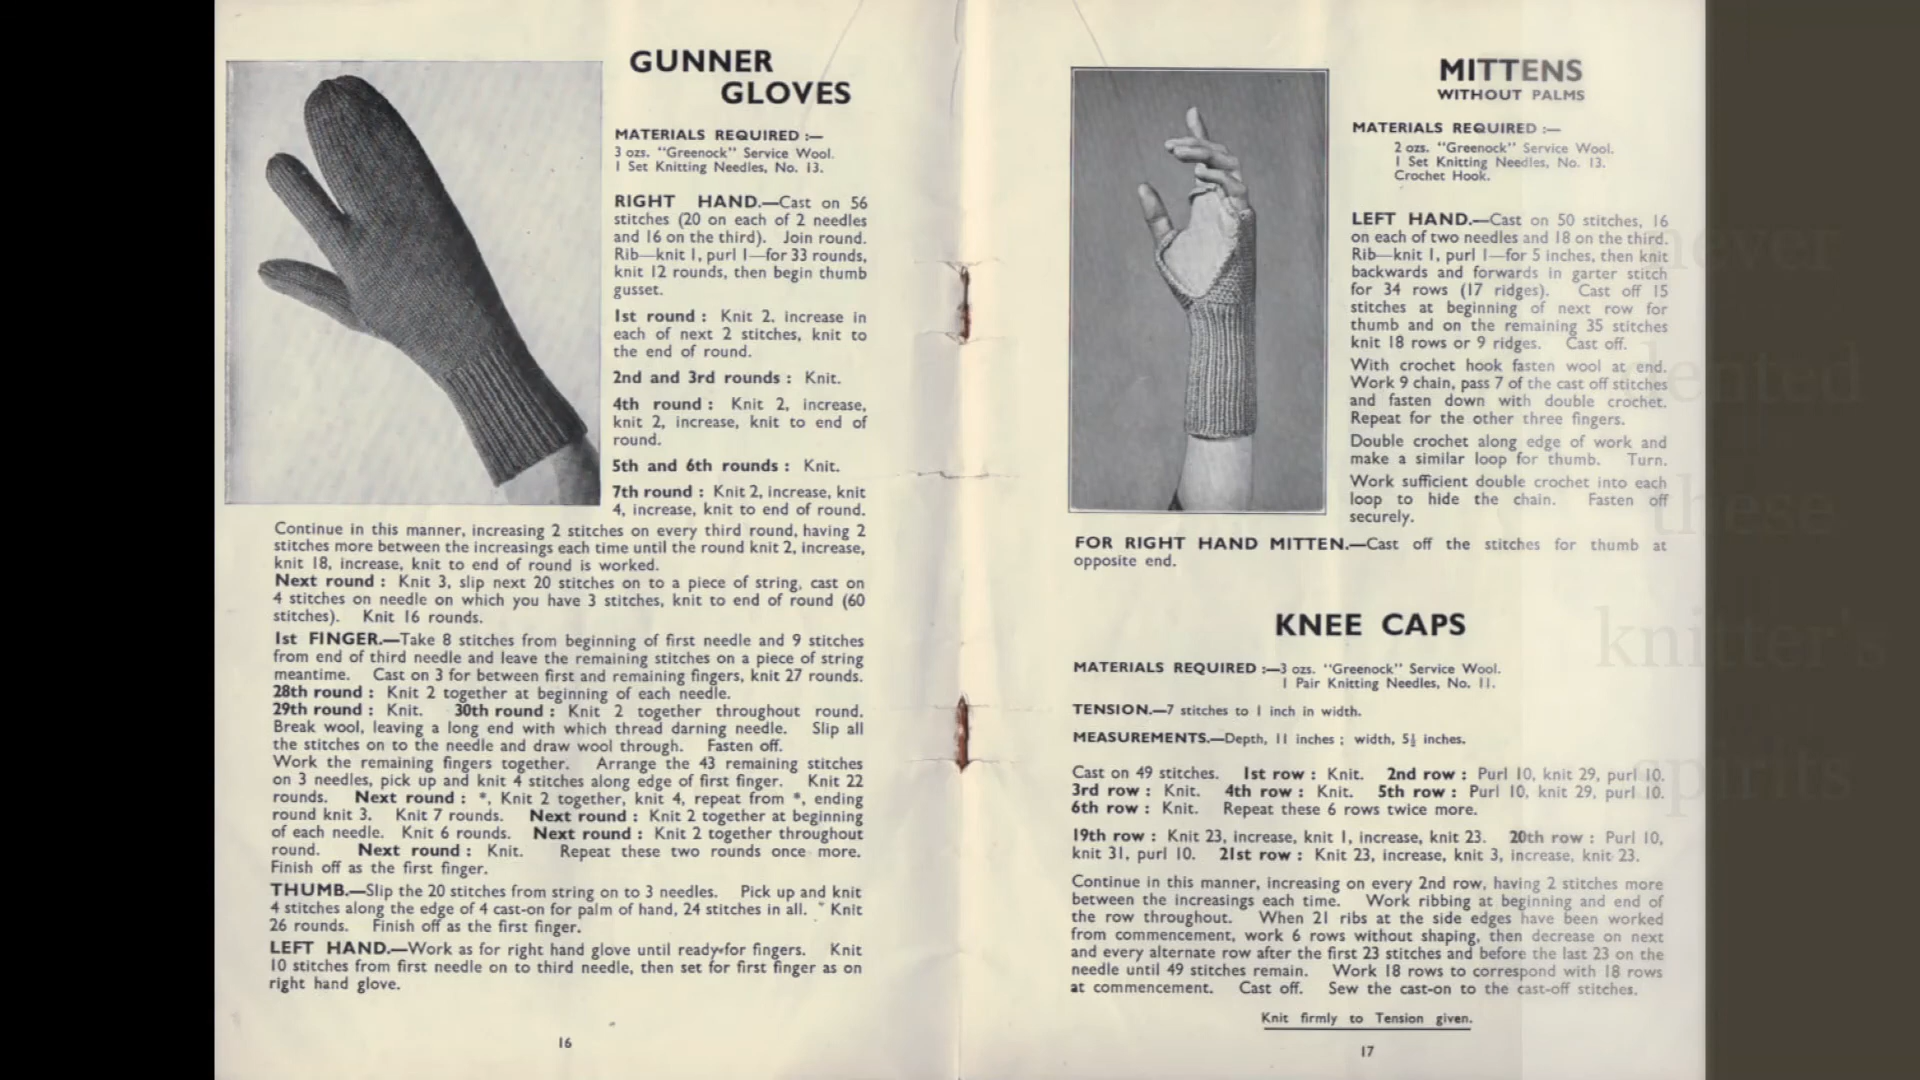 GUNNER
GLOVES
MATERIALS REQUIRED :—
3 ozs. "Greenock" Service Wool.
1 Set Knitting Needles, No. 13.
RIGHT HAND.—Cast on 56
stitches (20 on each of 2 needles
and 16 on the third). Join round.
Rib—knit 1, purl 1—for 33 rounds,
knit 12 rounds, then begin thumb
gusset.
1st round : Knit 2, increase in
each of next 2 stitches, knit to
the end of round.
2nd and 3rd rounds : Knit.
4th round : Knit 2, increase,
knit 2, increase, knit to end of
round.
5th and 6th rounds : Knit.
7th round : Knit 2, increase, knit
4, increase, knit to end of round.
Continue in this manner, increasing 2 stitches on every third round, having 2
stitches more between the increasings each time until the round knit 2, increase,
knit 18, increase, knit to end of round is worked.
Next round : Knit 3, slip next 20 stitches on to a piece of string, cast on
4 stitches on needle on which you have 3 stitches, knit to end of round (60
stitches). Knit 16 rounds.
1st FINGER.—Take 8 stitches from beginning of first needle and 9 stitches
from end of third needle and leave the remaining stitches on a piece of string
meantime. Cast on 3 for between first and remaining fingers, knit 27 rounds.
28th round : Knit 2 together at beginning of each needle.
29th round : Knit. 30th round : Knit 2 together throughout round.
Break wool, leaving a long end with which thread darning needle. Slip all
the stitches on to the needle and draw wool through. Fasten off.
Work the remaining fingers together. Arrange the 43 remaining stitches
on 3 needles, pick up and knit 4 stitches along edge of first finger. Knit 22
rounds. Next round : *, Knit 2 together, knit 4, repeat from *, ending
round knit 3. Knit 7 rounds. Next round : Knit 2 together at beginning
of each needle. Knit 6 rounds. Next round : Knit 2 together throughout
round. Next round : Knit. Repeat these two rounds once more.
Finish off as the first finger.
THUMB.—Slip the 20 stitches from string on to 3 needles. Pick up and knit
4 stitches along the edge of 4 cast-on for palm of hand, 24 stitches in all. Knit
26 rounds. Finish off as the first finger.
LEFT HAND.—Work as for right hand glove until ready for fingers. Knit
10 stitches from first needle on to third needle, then set for first finger as on
right hand glove.
16
MITTENS
WITHOUT PALMS
MATERIALS REQUIRED :—
2 ozs. "Greenock" Service Wool.
1 Set Knitting Needles, No. 13.
Crochet Hook.
LEFT HAND.—Cast on 50 stitches, 16
on each of two needles and 18 on the third.
Rib—knit 1, purl 1—for 5 inches, then knit
backwards and forwards in garter stitch
for 34 rows (17 ridges). Cast off 15
stitches at beginning of next row for
thumb and on the remaining 35 stitches
knit 18 rows or 9 ridges. Cast off.
With crochet hook fasten wool at end.
Work 9 chain, pass 7 of the cast off stitches
and fasten down with double crochet.
Repeat for the other three fingers.
Double crochet along edge of work and
make a similar loop for thumb. Turn.
Work sufficient double crochet into each
loop to hide the chain. Fasten off
securely.
FOR RIGHT HAND MITTEN.—Cast off the stitches for thumb at
opposite end.
KNEE CAPS
MATERIALS REQUIRED :—3 ozs. "Greenock" Service Wool.
1 Pair Knitting Needles, No. 11.
TENSION.—7 stitches to 1 inch in width.
MEASUREMENTS.—Depth, 11 inches ; width, 5½ inches.
Cast on 49 stitches. 1st row : Knit. 2nd row : Purl 10, knit 29, purl 10.
3rd row : Knit. 4th row : Knit. 5th row : Purl 10, knit 29, purl 10.
6th row : Knit. Repeat these 6 rows twice more.
19th row : Knit 23, increase, knit 1, increase, knit 23. 20th row : Purl 10,
knit 31, purl 10. 21st row : Knit 23, increase, knit 3, increase, knit 23.
Continue in this manner, increasing on every 2nd row, having 2 stitches more
between the increasings each time. Work ribbing at beginning and end of
the row throughout. When 21 ribs at the side edges have been worked
from commencement, work 6 rows without shaping, then decrease on next
and every alternate row after the first 23 stitches and before the last 23 on the
needle until 49 stitches remain. Work 18 rows to correspond with 18 rows
at commencement. Cast off. Sew the cast-on to the cast-off stitches.
Knit firmly to Tension given.
17
never
dented
these
knitter's
spirits